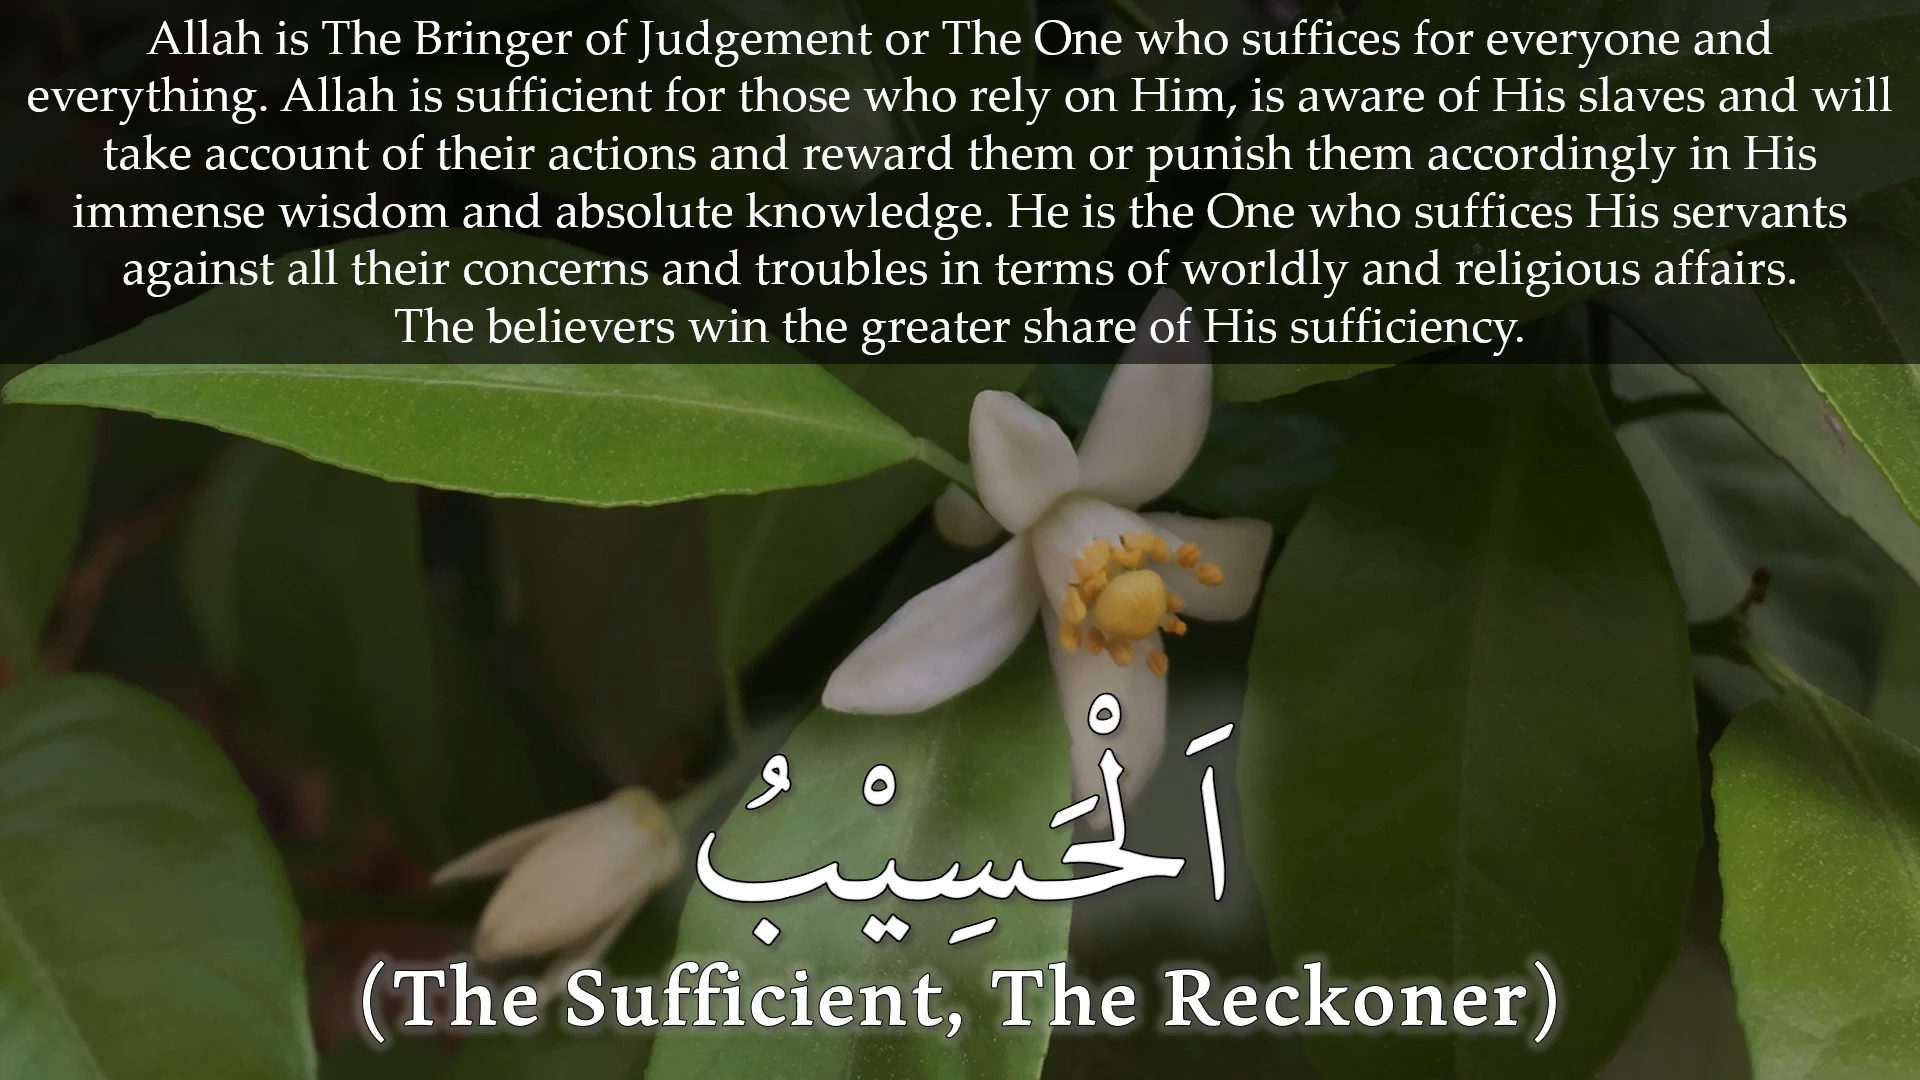 Allah is The Bringer of Judgement or The One who suffices for everyone and
everything. Allah is sufficient for those who rely on Him, is aware of His slaves and will
take account of their actions and reward them or punish them accordingly in His
immense wisdom and absolute knowledge. He is the One who suffices His servants
against all their concerns and troubles in terms of worldly and religious affairs.
The believers win the greater share of His sufficiency.
اَلْحَسِيْبُ
(The Sufficient, The Reckoner)